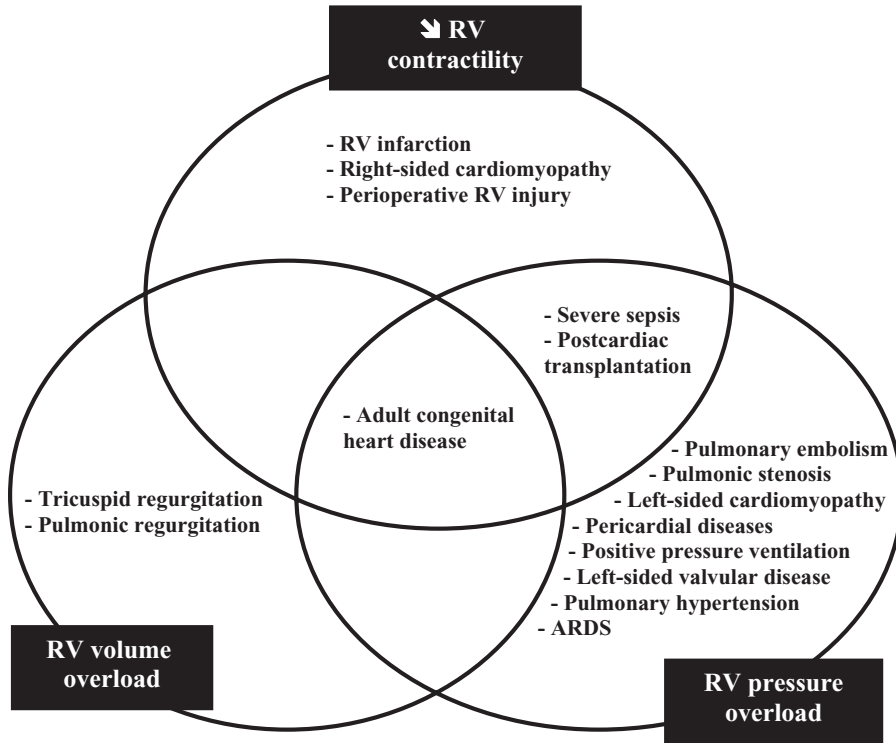 ⬊ RV
contractility
- RV infarction
- Right-sided cardiomyopathy
- Perioperative RV injury
- Severe sepsis
- Postcardiac
transplantation
- Adult congenital
heart disease
- Tricuspid regurgitation
- Pulmonic regurgitation
- Pulmonary embolism
- Pulmonic stenosis
- Left-sided cardiomyopathy
- Pericardial diseases
- Positive pressure ventilation
- Left-sided valvular disease
- Pulmonary hypertension
- ARDS
RV volume
overload
RV pressure
overload